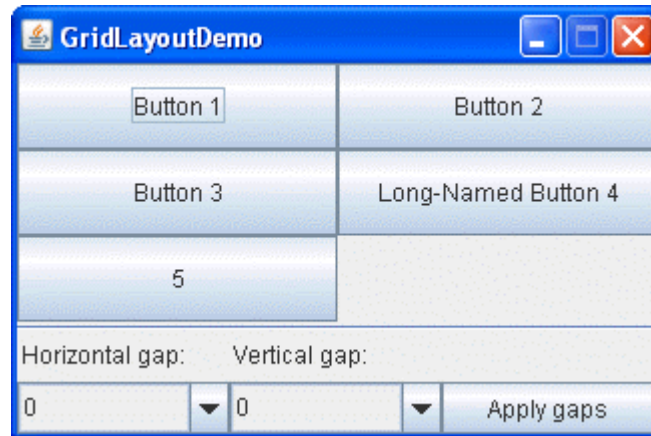 GridLayoutDemo
Button 1 Button 2
Button 3 Long-Named Button 4
5
Horizontal gap: Vertical gap:
0 0 Apply gaps